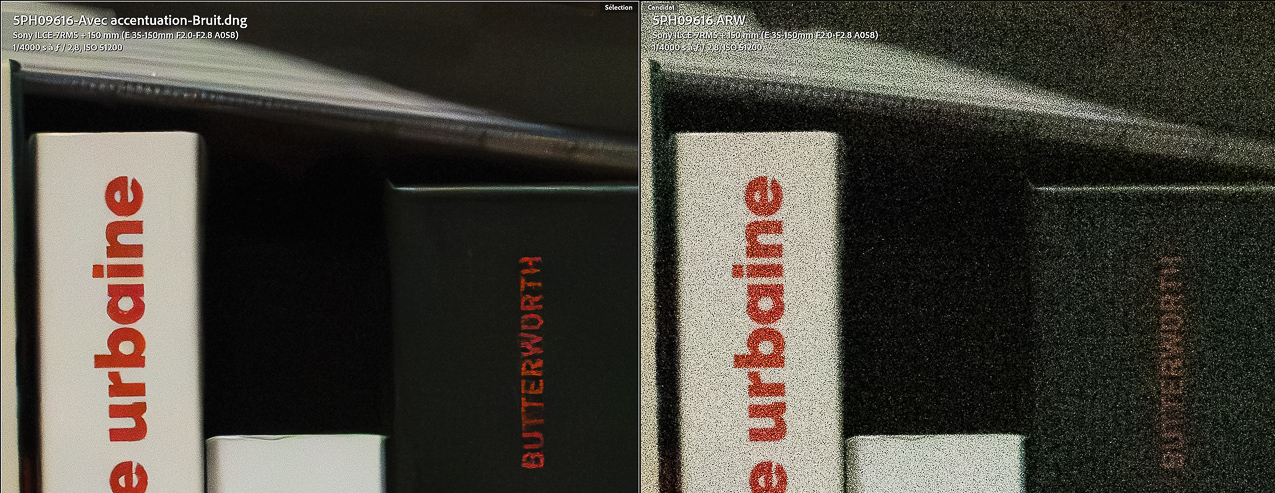 SPH09616-Avec accentuation-Bruit.dng
Sony ILCE-7RM5 + 150 mm (E 35-150mm F2.0-F2.8 A058)
1/4000 s à ƒ / 2,8, ISO 51200
Sélection
e urbaine
BUTTERWORTH
Candidat
SPH09616.ARW
Sony ILCE-7RM5 + 150 mm (E 35-150mm F2.0-F2.8 A058)
1/4000 s à ƒ / 2,8, ISO 51200
e urbaine
BUTTERWORTH